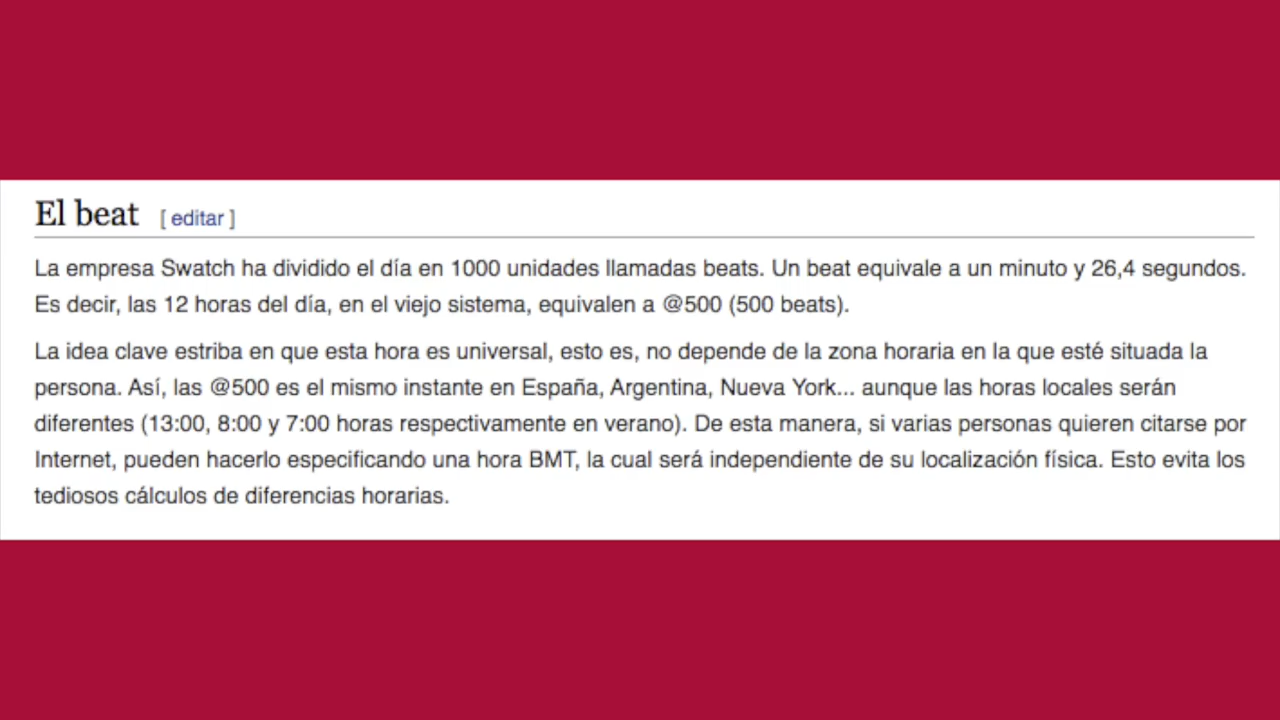 El beat [ editar ]
La empresa Swatch ha dividido el día en 1000 unidades llamadas beats. Un beat equivale a un minuto y 26,4 segundos.
Es decir, las 12 horas del día, en el viejo sistema, equivalen a @500 (500 beats).
La idea clave estriba en que esta hora es universal, esto es, no depende de la zona horaria en la que esté situada la
persona. Así, las @500 es el mismo instante en España, Argentina, Nueva York... aunque las horas locales serán
diferentes (13:00, 8:00 y 7:00 horas respectivamente en verano). De esta manera, si varias personas quieren citarse por
Internet, pueden hacerlo especificando una hora BMT, la cual será independiente de su localización física. Esto evita los
tediosos cálculos de diferencias horarias.